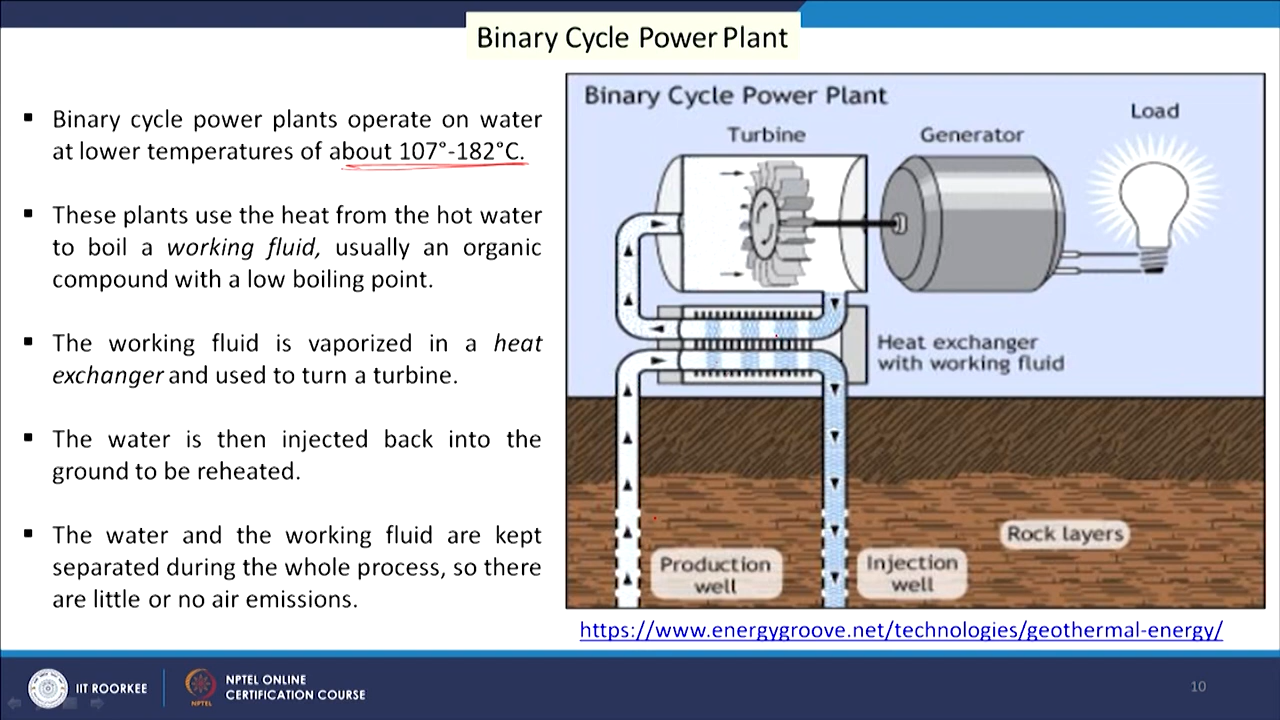 Binary Cycle Power Plant
▪ Binary cycle power plants operate on water
at lower temperatures of about 107°-182°C.
▪ These plants use the heat from the hot water
to boil a working fluid, usually an organic
compound with a low boiling point.
▪ The working fluid is vaporized in a heat
exchanger and used to turn a turbine.
▪ The water is then injected back into the
ground to be reheated.
▪ The water and the working fluid are kept
separated during the whole process, so there
are little or no air emissions.
Binary Cycle Power Plant
Turbine
Generator
Load
Heat exchanger
with working fluid
Rock layers
Production
well
Injection
well
https://www.energygroove.net/technologies/geothermal-energy/
IIT ROORKEE
NPTEL
NPTEL ONLINE
CERTIFICATION COURSE
10